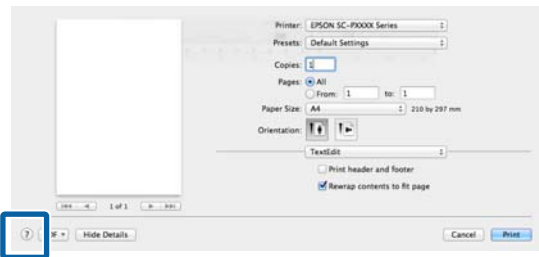 Printer: EPSON SC-PXXXX Series
Presets: Default Settings
Copies: 1
Pages: All
From: 1 to: 1
Paper Size: A4 210 by 297 mm
Orientation:
TextEdit
Print header and footer
Rewrap contents to fit page
1 of 1
? DF Hide Details Cancel Print